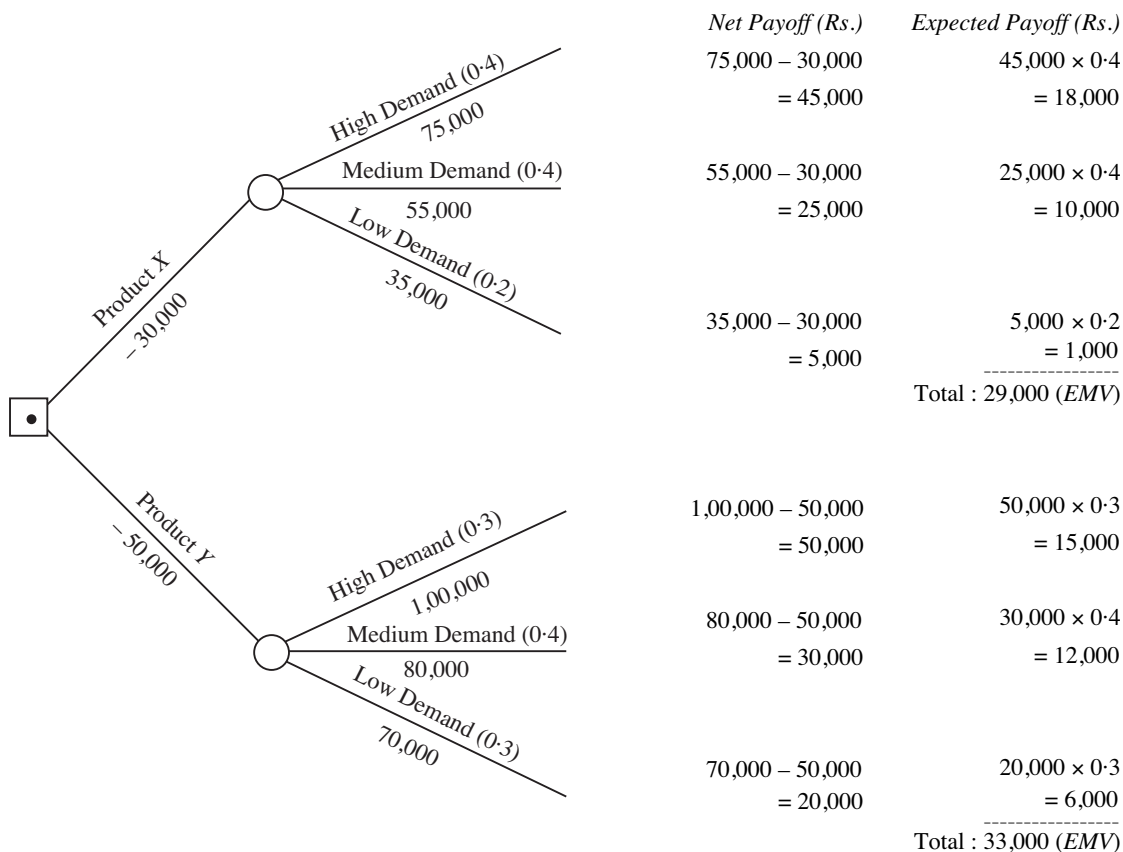 Net Payoff (Rs.) Expected Payoff (Rs.)
High Demand (0·4)
75,000
75,000 – 30,000 45,000 × 0·4
= 45,000 = 18,000
Medium Demand (0·4)
55,000
55,000 – 30,000 25,000 × 0·4
= 25,000 = 10,000
Low Demand (0·2)
35,000
35,000 – 30,000 5,000 × 0·2
= 5,000 = 1,000
Product X
– 30,000
Total : 29,000 (EMV)
Product Y
– 50,000
High Demand (0·3)
1,00,000
1,00,000 – 50,000 50,000 × 0·3
= 50,000 = 15,000
Medium Demand (0·4)
80,000
80,000 – 50,000 30,000 × 0·4
= 30,000 = 12,000
Low Demand (0·3)
70,000
70,000 – 50,000 20,000 × 0·3
= 20,000 = 6,000
Total : 33,000 (EMV)